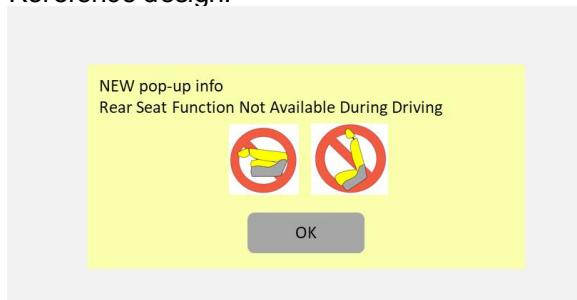 Reference design:
NEW pop-up info
Rear Seat Function Not Available During Driving
OK